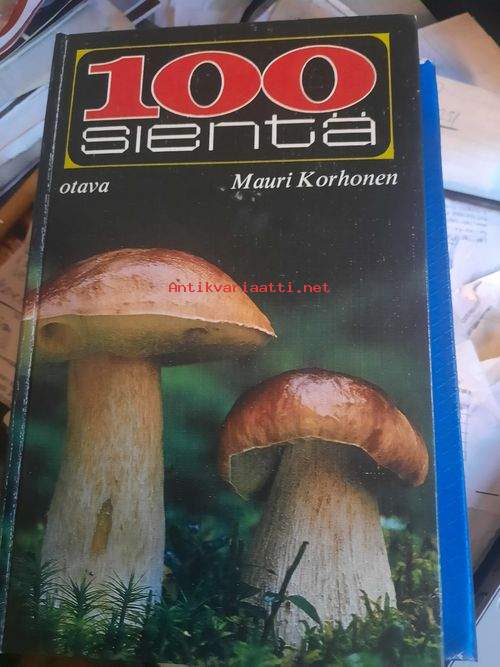 100
sientä
otava Mauri Korhonen
Antikvariaatti.net